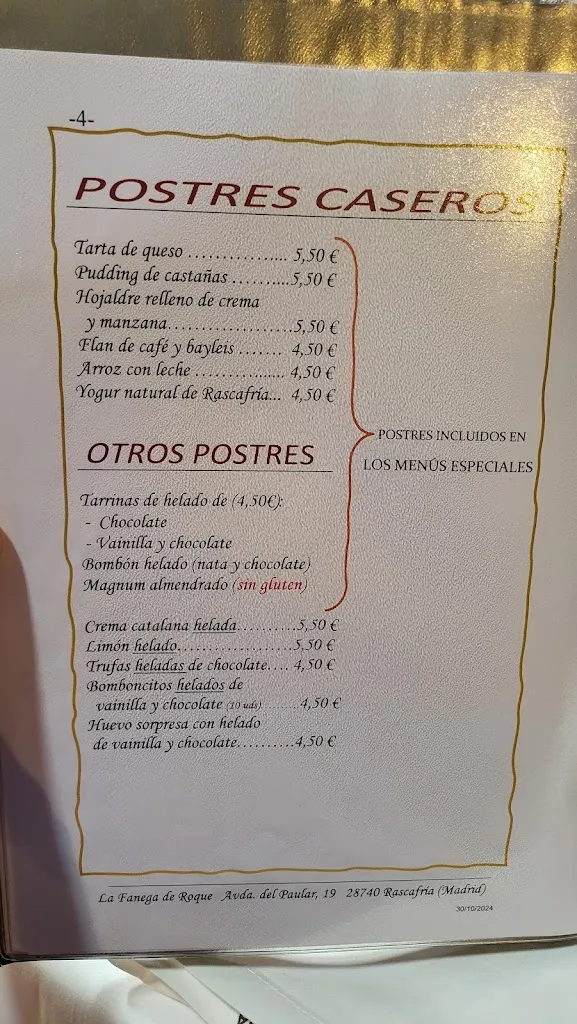 -4-
POSTRES CASEROS
Tarta de queso ................ 5,50 €
Pudding de castañas ..........5,50 €
Hojaldre relleno de crema
y manzana.....................5,50 €
Flan de café y bayleis ....... 4,50 €
Arroz con leche ................ 4,50 €
Yogur natural de Rascafría... 4,50 €
POSTRES INCLUIDOS EN
LOS MENÚS ESPECIALES
OTROS POSTRES
Tarrinas de helado de (4,50€):
- Chocolate
- Vainilla y chocolate
Bombón helado (nata y chocolate)
Magnum almendrado (sin gluten)
Crema catalana helada..........5,50 €
Limón helado....................5,50 €
Trufas heladas de chocolate.... 4,50 €
Bomboncitos helados de
vainilla y chocolate (10 uds).........4,50 €
Huevo sorpresa con helado
de vainilla y chocolate..........4,50 €
La Fanega de Roque Avda. del Paular, 19 28740 Rascafría (Madrid)
30/10/2024